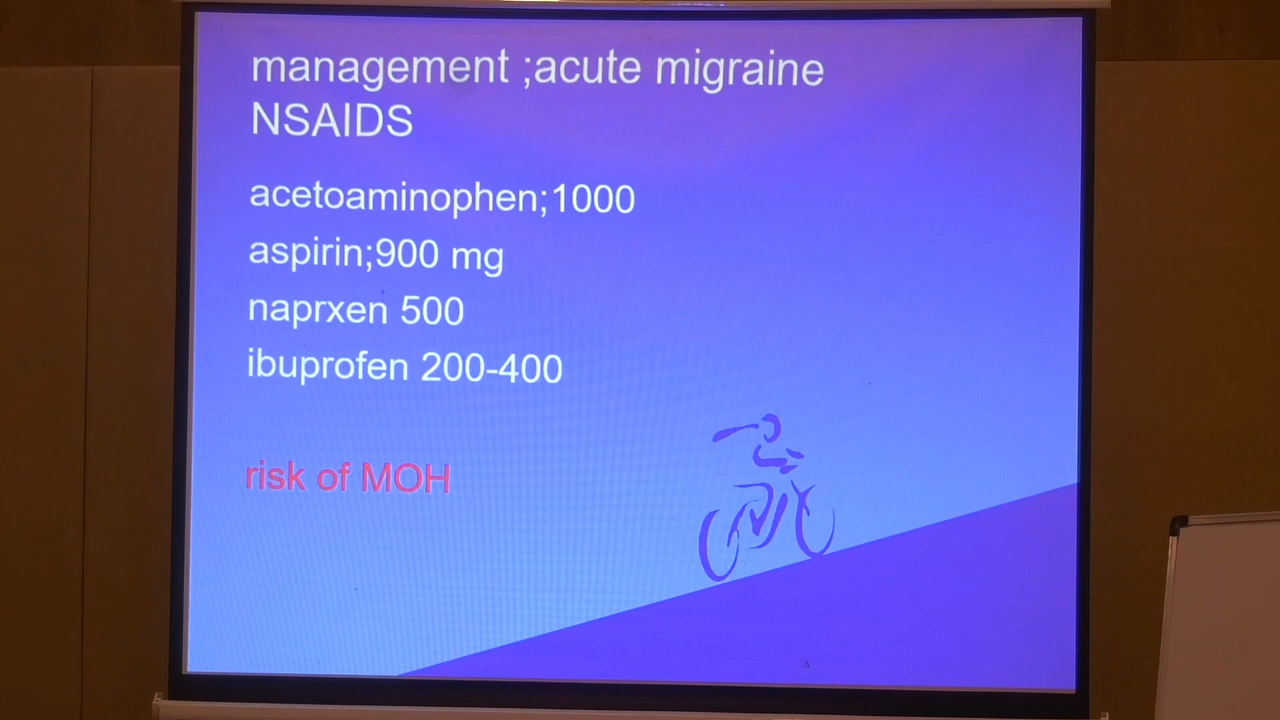 management ;acute migraine
NSAIDS
acetoaminophen;1000
aspirin;900 mg
naprxen 500
ibuprofen 200-400
risk of MOH